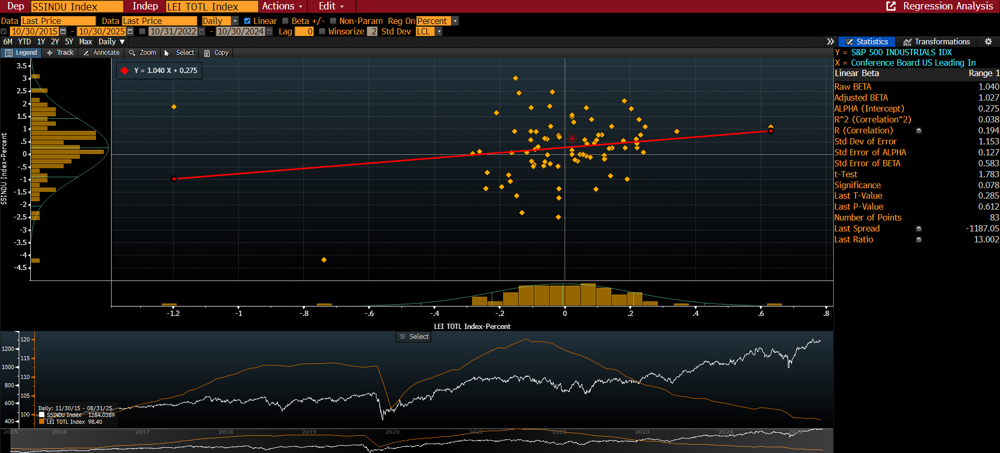 Dep S5INDU Index Indep LEI TOTL Index Actions Edit Regression Analysis
Data Last Price Data Last Price Daily Linear Beta +/- Non-Param Reg On Percent
10/30/2015 - 10/30/2025 10/31/2022 - 10/30/2024 Lag 0 Winsorize 2 Std Dev LCL
6M YTD 1Y 2Y 5Y Max Daily ▼ Statistics Transformations
Legend Track Annotate Zoom Select Copy
Y = S&P 500 INDUSTRIALS IDX
X = Conference Board US Leading In
Linear Beta Range 1
Raw BETA 1.040
Adjusted BETA 1.027
ALPHA (Intercept) 0.275
R^2 (Correlation^2) 0.038
R (Correlation) 0.194
Std Dev of Error 1.153
Std Error of ALPHA 0.127
Std Error of BETA 0.583
t-Test 1.783
Significance 0.078
Last T-Value 0.285
Last P-Value 0.612
Number of Points 83
Last Spread -1187.05
Last Ratio 13.002
Y = 1.040 X + 0.275
S5INDU Index-Percent
3.5
3
2.5
2
1.5
1
.5
0
-.5
-1
-1.5
-2
-2.5
-3
-3.5
-4
-4.5
-1.2 -1 -.8 -.6 -.4 -.2 0 .2 .4 .6 .8
LEI TOTL Index-Percent
Select
1200
1000
800
600
400
120
115
110
105
100
Daily: 11/30/15 - 08/31/25
S5INDU Index 1284.0389
LEI TOTL Index 98.40
2015 2016 2017 2018 2019 2020 2021 2022 2023 2024 2025